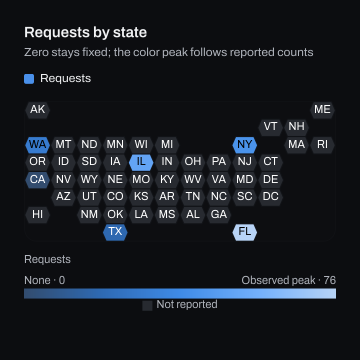 Requests by state
Zero stays fixed; the color peak follows reported counts
Requests
AK ME
VT NH
WA MT ND MN WI MI NY MA RI
OR ID SD IA IL IN OH PA NJ CT
CA NV WY NE MO KY WV VA MD DE
AZ UT CO KS AR TN NC SC DC
HI NM OK LA MS AL GA
TX FL
Requests
None · 0 Observed peak · 76
Not reported